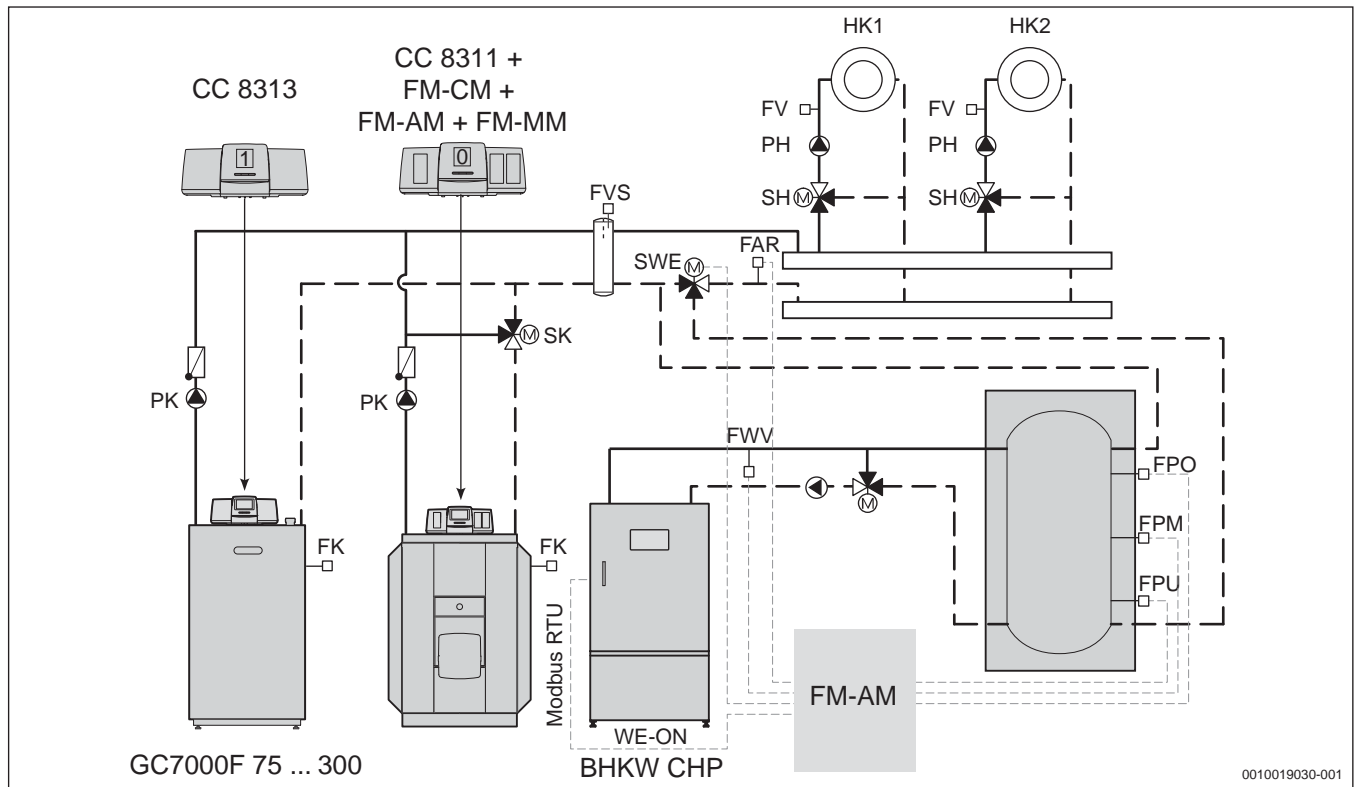 HK1
HK2
CC 8313
CC 8311 +
FM-CM +
FM-AM + FM-MM
1
0
FV
FV
PH
PH
SH
M
SH
M
FVS
FAR
SWE
M
M
SK
PK
PK
FWV
M
FPO
FPM
FPU
FK
FK
Modbus RTU
FM-AM
WE-ON
GC7000F 75 ... 300
BHKW CHP
0010019030-001